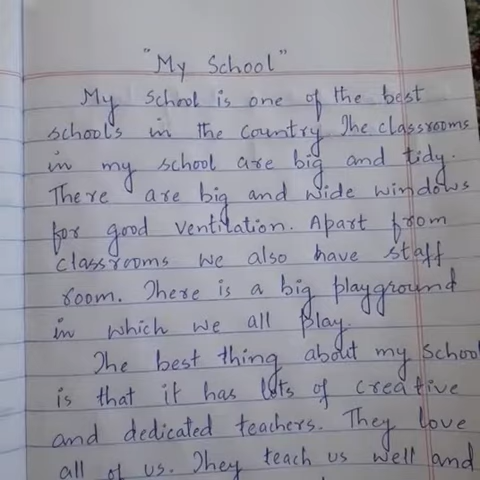 "My School"
My school is one of the best
schools in the country. The classrooms
in my school are big and tidy.
There are big and wide windows
for good ventilation. Apart from
classrooms we also have staff
room. There is a big playground
in which we all play.
The best thing about my School
is that it has lots of creative
and dedicated teachers. They love
all of us. They teach us well and